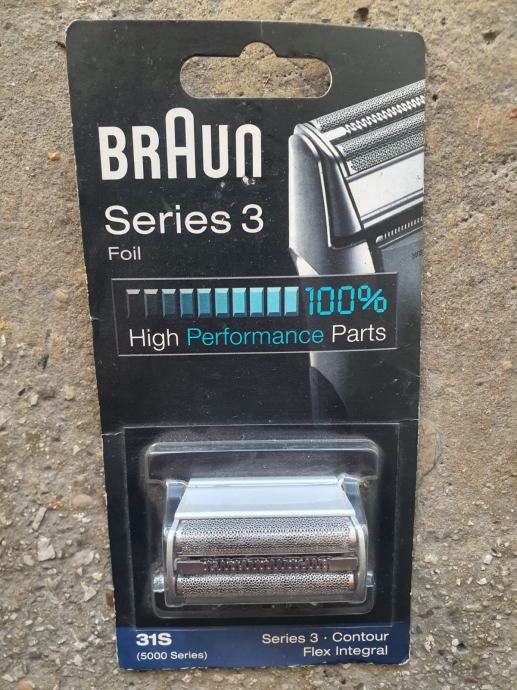 BRAUN
Series 3
Foil
100%
High Performance Parts
31S
(5000 Series)
Series 3 · Contour
Flex Integral